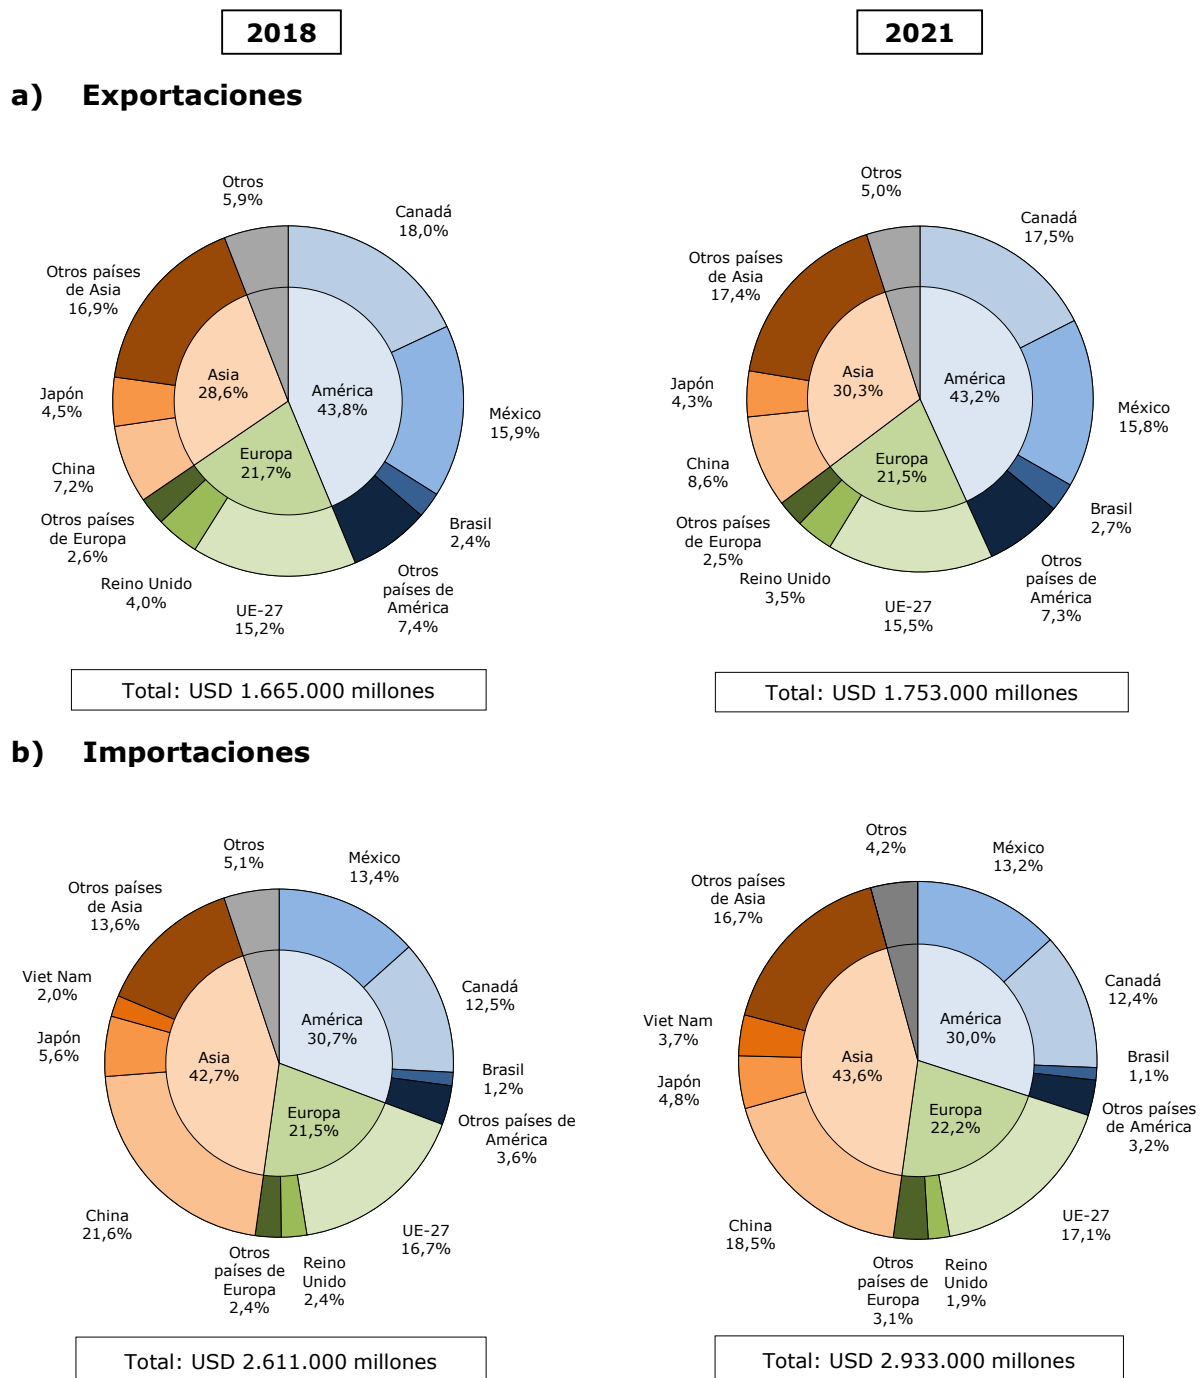 2018
2021
a) Exportaciones
Otros
5,9%
Canadá
18,0%
Otros países
de Asia
16,9%
Asia
28,6%
América
43,8%
Japón
4,5%
México
15,9%
Europa
21,7%
China
7,2%
Brasil
2,4%
Otros países
de Europa
2,6%
Otros
países de
América
7,4%
Reino Unido
4,0%
UE-27
15,2%
Total: USD 1.665.000 millones
Otros
5,0%
Canadá
17,5%
Otros países
de Asia
17,4%
Asia
30,3%
América
43,2%
Japón
4,3%
México
15,8%
Europa
21,5%
China
8,6%
Brasil
2,7%
Otros países
de Europa
2,5%
Otros
países de
América
7,3%
Reino Unido
3,5%
UE-27
15,5%
Total: USD 1.753.000 millones
b) Importaciones
Otros
5,1%
México
13,4%
Otros países
de Asia
13,6%
Viet Nam
2,0%
Canadá
12,5%
América
30,7%
Japón
5,6%
Asia
42,7%
Brasil
1,2%
Europa
21,5%
Otros países de
América
3,6%
China
21,6%
UE-27
16,7%
Otros
países de
Europa
2,4%
Reino
Unido
2,4%
Total: USD 2.611.000 millones
Otros
4,2%
México
13,2%
Otros países
de Asia
16,7%
Canadá
12,4%
Viet Nam
3,7%
América
30,0%
Japón
4,8%
Asia
43,6%
Brasil
1,1%
Europa
22,2%
Otros países
de América
3,2%
China
18,5%
UE-27
17,1%
Otros
países de
Europa
3,1%
Reino
Unido
1,9%
Total: USD 2.933.000 millones